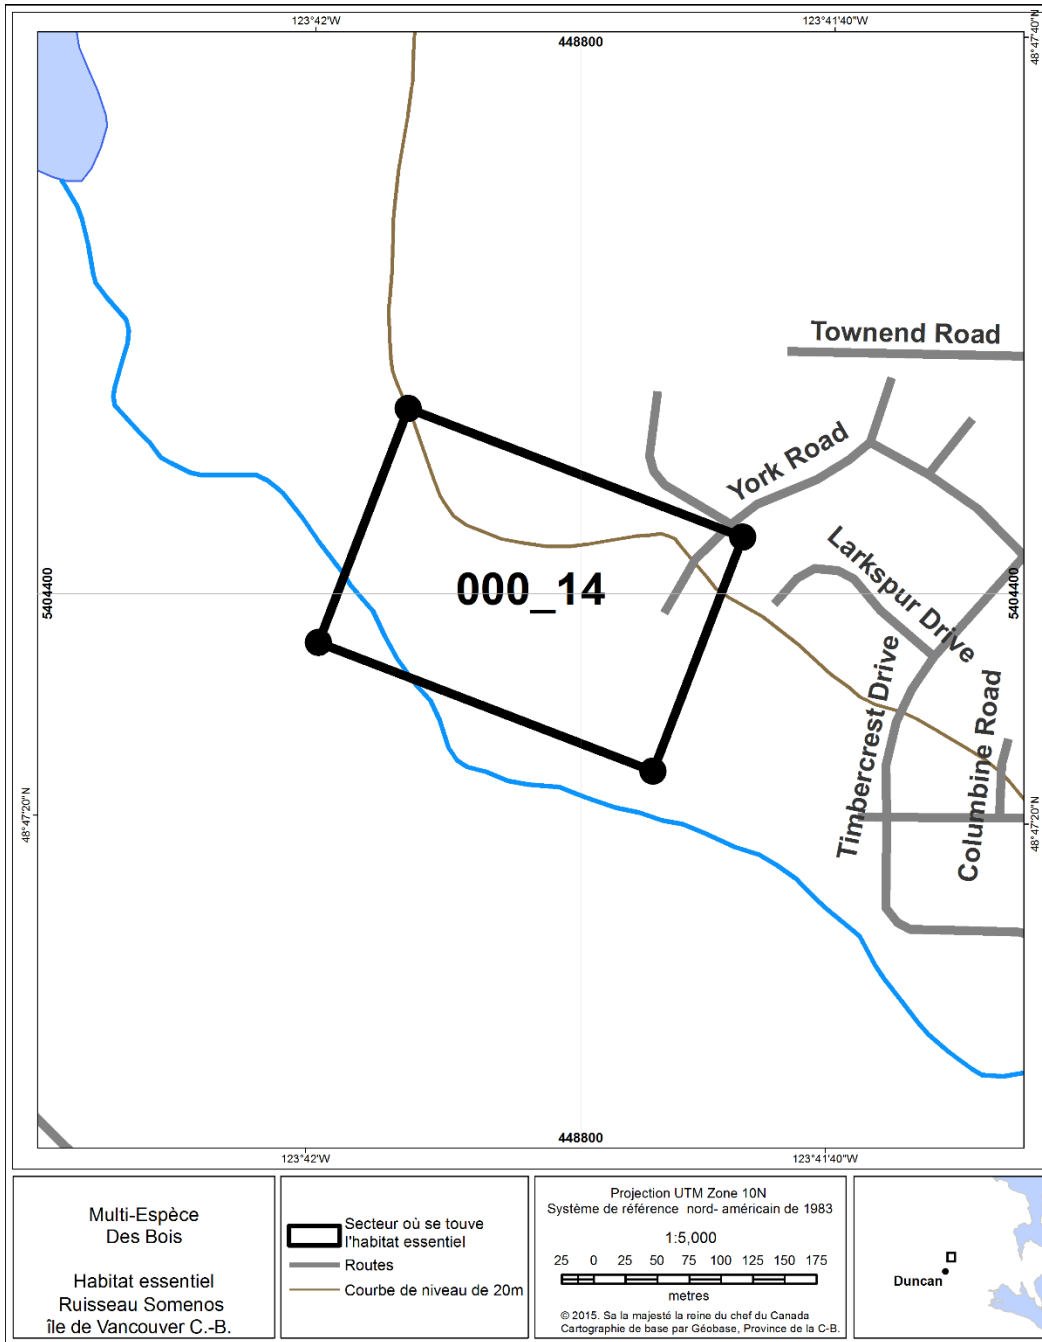 123°42'W
123°41'40"W
448800
48°47'40"N
Townend Road
York Road
Larkspur Drive
5404400
000_14
5404400
Timbercrest Drive
Columbine Road
48°47'20"N
48°47'20"N
448800
123°42'W
123°41'40"W
Multi-Espèce
Des Bois
Habitat essentiel
Ruisseau Somenos
île de Vancouver C.-B.
Secteur où se touve
l'habitat essentiel
Routes
Courbe de niveau de 20m
Projection UTM Zone 10N
Système de référence nord- américain de 1983
1:5,000
25 0 25 50 75 100 125 150 175
metres
© 2015. Sa la majesté la reine du chef du Canada
Cartographie de base par Géobase, Province de la C-B.
Duncan